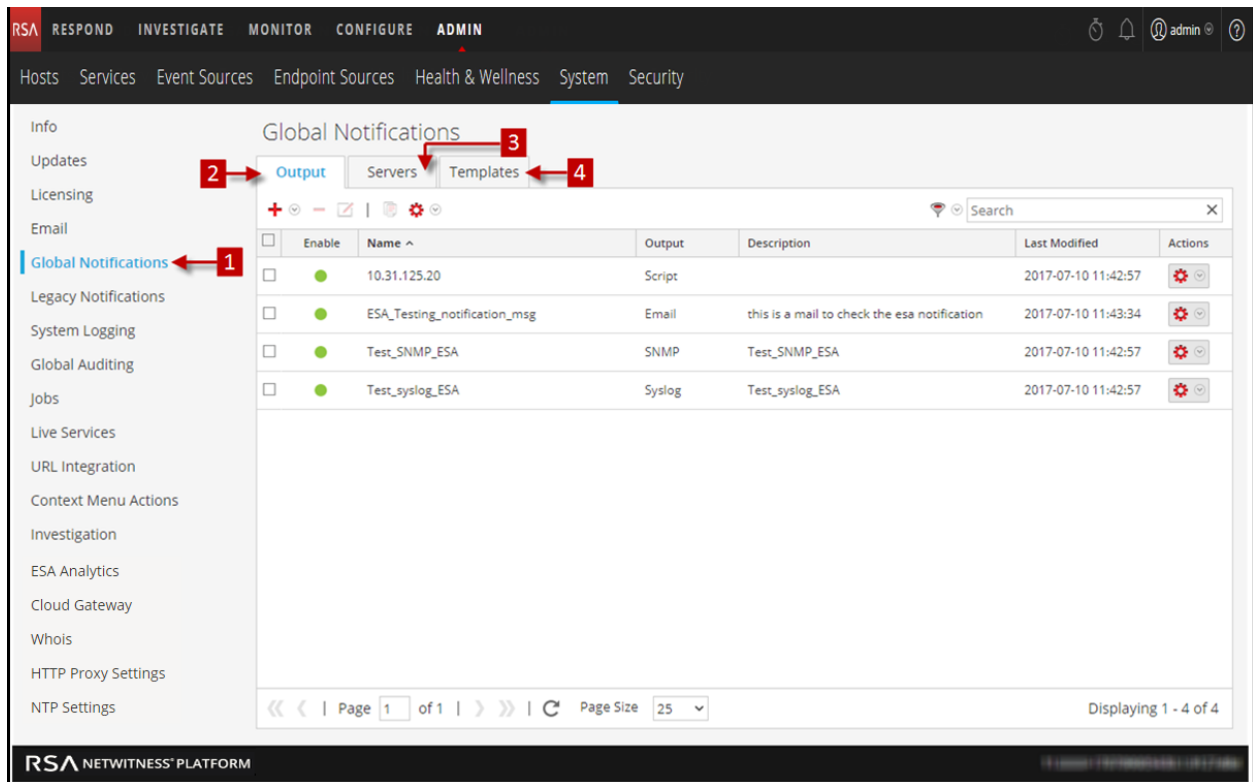 RSA RESPOND INVESTIGATE MONITOR CONFIGURE ADMIN admin ?
Hosts Services Event Sources Endpoint Sources Health & Wellness System Security
Info
Updates
Licensing
Email
Global Notifications
Legacy Notifications
System Logging
Global Auditing
Jobs
Live Services
URL Integration
Context Menu Actions
Investigation
ESA Analytics
Cloud Gateway
Whois
HTTP Proxy Settings
NTP Settings
1
Global Notifications
2 3 4
Output Servers Templates
Search
Enable Name Output Description Last Modified Actions
10.31.125.20 Script 2017-07-10 11:42:57
ESA_Testing_notification_msg Email this is a mail to check the esa notification 2017-07-10 11:43:34
Test_SNMP_ESA SNMP Test_SNMP_ESA 2017-07-10 11:42:57
Test_syslog_ESA Syslog Test_syslog_ESA 2017-07-10 11:42:57
Page 1 of 1 Page Size 25 Displaying 1 - 4 of 4
RSA NETWITNESS® PLATFORM